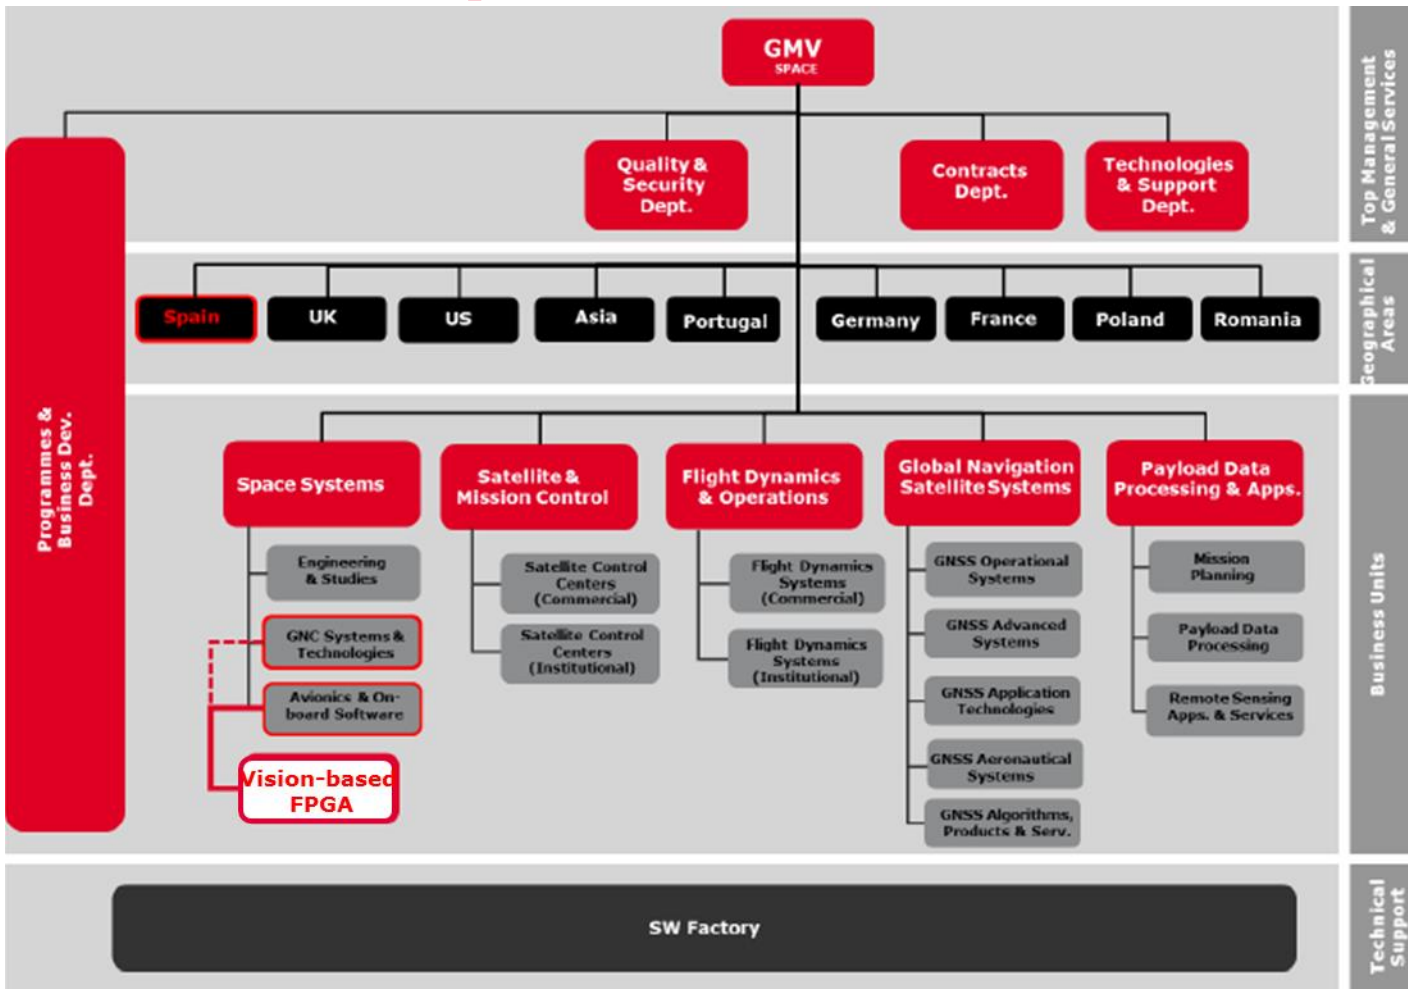 GMV
SPACE
Top Management
& General Services
Quality &
Security
Dept.
Contracts
Dept.
Technologies
& Support
Dept.
Programmes &
Business Dev.
Dept.
Geographical
Areas
Spain
UK
US
Asia
Portugal
Germany
France
Poland
Romania
Business Units
Space Systems
Engineering
& Studies
GNC Systems &
Technologies
Avionics & On-
board Software
Vision-based
FPGA
Satellite &
Mission Control
Satellite Control
Centers
(Commercial)
Satellite Control
Centers
(Institutional)
Flight Dynamics
& Operations
Flight Dynamics
Systems
(Commercial)
Flight Dynamics
Systems
(Institutional)
Global Navigation
Satellite Systems
GNSS Operational
Systems
GNSS Advanced
Systems
GNSS Application
Technologies
GNSS Aeronautical
Systems
GNSS Algorithms,
Products & Serv.
Payload Data
Processing & Apps.
Mission
Planning
Payload Data
Processing
Remote Sensing
Apps. & Services
SW Factory
Technical
Support